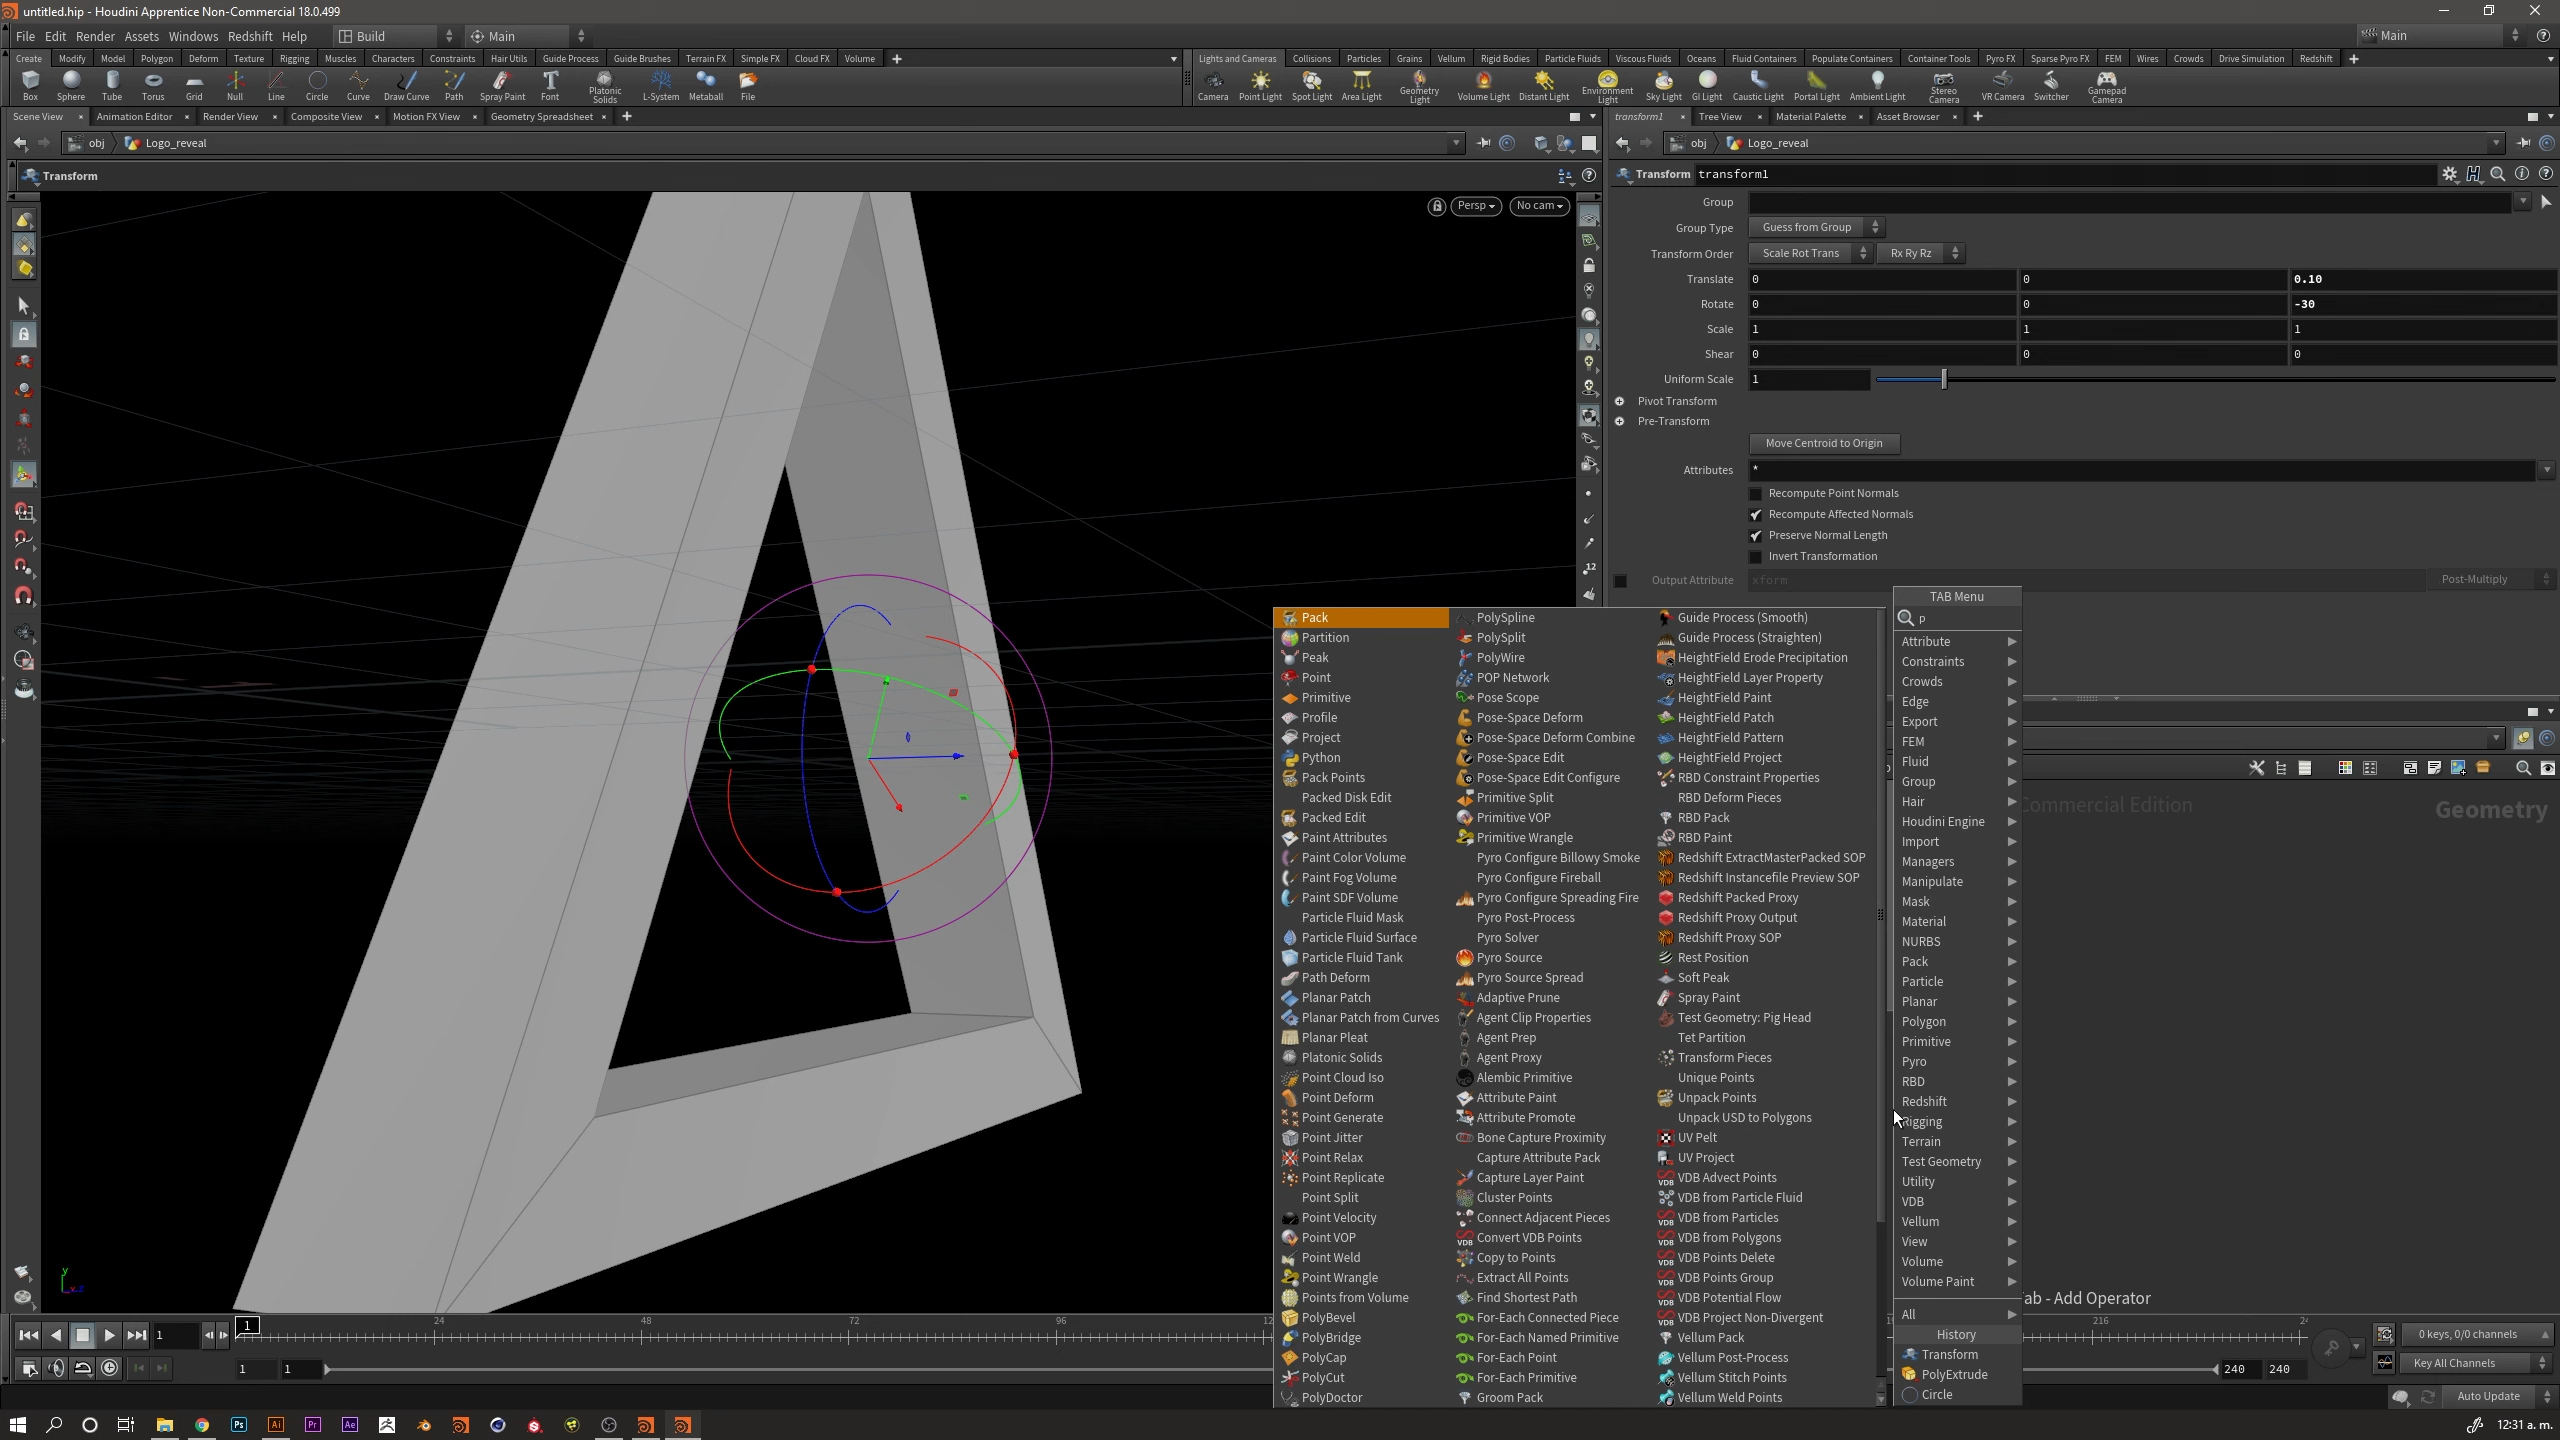 untitled.hip - Houdini Apprentice Non-Commercial 18.0.499
File Edit Render Assets Windows Redshift Help Build Main Main
Create Modify Model Polygon Deform Texture Rigging Muscles Characters Constraints Hair Utils Guide Process Guide Brushes Terrain FX Simple FX Cloud FX Volume
Lights and Cameras Collisions Particles Grains Vellum Rigid Bodies Particle Fluids Viscous Fluids Oceans Fluid Containers Populate Containers Container Tools Pyro FX Sparse Pyro FX FEM Wires Crowds Drive Simulation Redshift
Box Sphere Tube Torus Grid Null Line Circle Curve Draw Curve Path Spray Paint Font Platonic Solids L-System Metaball File
Camera Point Light Spot Light Area Light Geometry Light Volume Light Distant Light Environment Light Sky Light GI Light Caustic Light Portal Light Ambient Light Stereo Camera VR Camera Switcher Gamepad Camera
Scene View Animation Editor Render View Composite View Motion FX View Geometry Spreadsheet
transform1 Tree View Material Palette Asset Browser
obj Logo_reveal
obj Logo_reveal
Transform
Transform transform1
Persp No cam
Group
Group Type Guess from Group
Transform Order Scale Rot Trans Rx Ry Rz
Translate 0 0 0.10
Rotate 0 0 -30
Scale 1 1 1
Shear 0 0 0
Uniform Scale 1
Pivot Transform
Pre-Transform
Move Centroid to Origin
Attributes *
Recompute Point Normals
Recompute Affected Normals
Preserve Normal Length
Invert Transformation
Output Attribute xform Post-Multiply
12
TAB Menu
p
Pack
Partition
Peak
Point
Primitive
Profile
Project
Python
Pack Points
Packed Disk Edit
Packed Edit
Paint Attributes
Paint Color Volume
Paint Fog Volume
Paint SDF Volume
Particle Fluid Mask
Particle Fluid Surface
Particle Fluid Tank
Path Deform
Planar Patch
Planar Patch from Curves
Planar Pleat
Platonic Solids
Point Cloud Iso
Point Deform
Point Generate
Point Jitter
Point Relax
Point Replicate
Point Split
Point Velocity
Point VOP
Point Weld
Point Wrangle
Points from Volume
PolyBevel
PolyBridge
PolyCap
PolyCut
PolyDoctor
PolySpline
PolySplit
PolyWire
POP Network
Pose Scope
Pose-Space Deform
Pose-Space Deform Combine
Pose-Space Edit
Pose-Space Edit Configure
Primitive Split
Primitive VOP
Primitive Wrangle
Pyro Configure Billowy Smoke
Pyro Configure Fireball
Pyro Configure Spreading Fire
Pyro Post-Process
Pyro Solver
Pyro Source
Pyro Source Spread
Adaptive Prune
Agent Clip Properties
Agent Prep
Agent Proxy
Alembic Primitive
Attribute Paint
Attribute Promote
Bone Capture Proximity
Capture Attribute Pack
Capture Layer Paint
Cluster Points
Connect Adjacent Pieces
Convert VDB Points
Copy to Points
Extract All Points
Find Shortest Path
For-Each Connected Piece
For-Each Named Primitive
For-Each Point
For-Each Primitive
Groom Pack
Guide Process (Smooth)
Guide Process (Straighten)
HeightField Erode Precipitation
HeightField Layer Property
HeightField Paint
HeightField Patch
HeightField Pattern
HeightField Project
RBD Constraint Properties
RBD Deform Pieces
RBD Pack
RBD Paint
Redshift ExtractMasterPacked SOP
Redshift Instancefile Preview SOP
Redshift Packed Proxy
Redshift Proxy Output
Redshift Proxy SOP
Rest Position
Soft Peak
Spray Paint
Test Geometry: Pig Head
Tet Partition
Transform Pieces
Unique Points
Unpack Points
Unpack USD to Polygons
UV Pelt
UV Project
VDB Advect Points
VDB from Particle Fluid
VDB from Particles
VDB from Polygons
VDB Points Delete
VDB Points Group
VDB Potential Flow
VDB Project Non-Divergent
Vellum Pack
Vellum Post-Process
Vellum Stitch Points
Vellum Weld Points
Attribute
Constraints
Crowds
Edge
Export
FEM
Fluid
Group
Hair
Houdini Engine
Import
Managers
Manipulate
Mask
Material
NURBS
Pack
Particle
Planar
Polygon
Primitive
Pyro
RBD
Redshift
Rigging
Terrain
Test Geometry
Utility
VDB
Vellum
View
Volume
Volume Paint
All
History
Transform
PolyExtrude
Circle
Commercial Edition
Geometry
ab - Add Operator
y
1 1 24 48 72 96 12 216 24
0 keys, 0/0 channels
1 1 240 240
Key All Channels
Auto Update
Ps Ai Pr Ae
12:31 a. m.